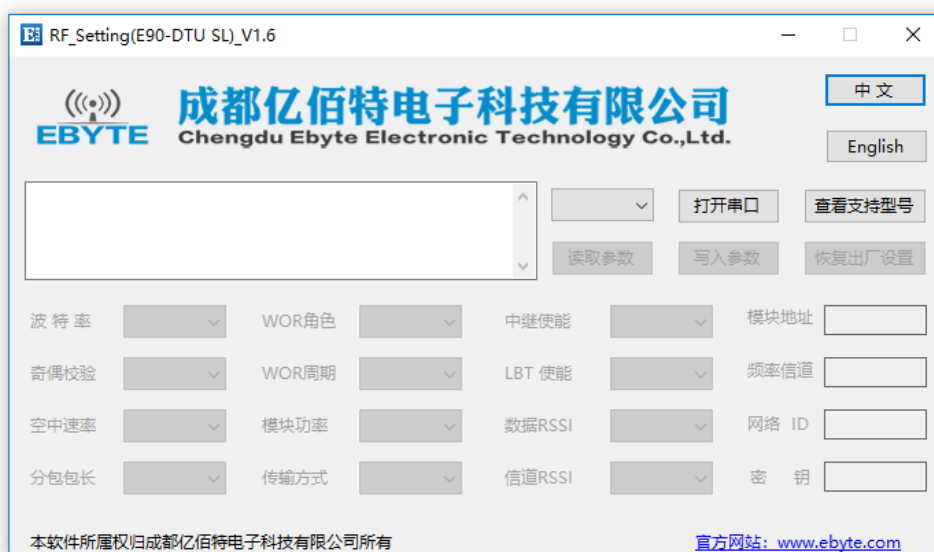 RF_Setting(E90-DTU SL)_V1.6
EBYTE
成都亿佰特电子科技有限公司
Chengdu Ebyte Electronic Technology Co.,Ltd.
中 文
English
打开串口
查看支持型号
读取参数
写入参数
恢复出厂设置
波 特 率
WOR角色
中继使能
模块地址
奇偶校验
WOR周期
LBT 使能
频率信道
空中速率
模块功率
数据RSSI
网络 ID
分包包长
传输方式
信道RSSI
密 钥
本软件所属权归成都亿佰特电子科技有限公司所有
官方网站：www.ebyte.com